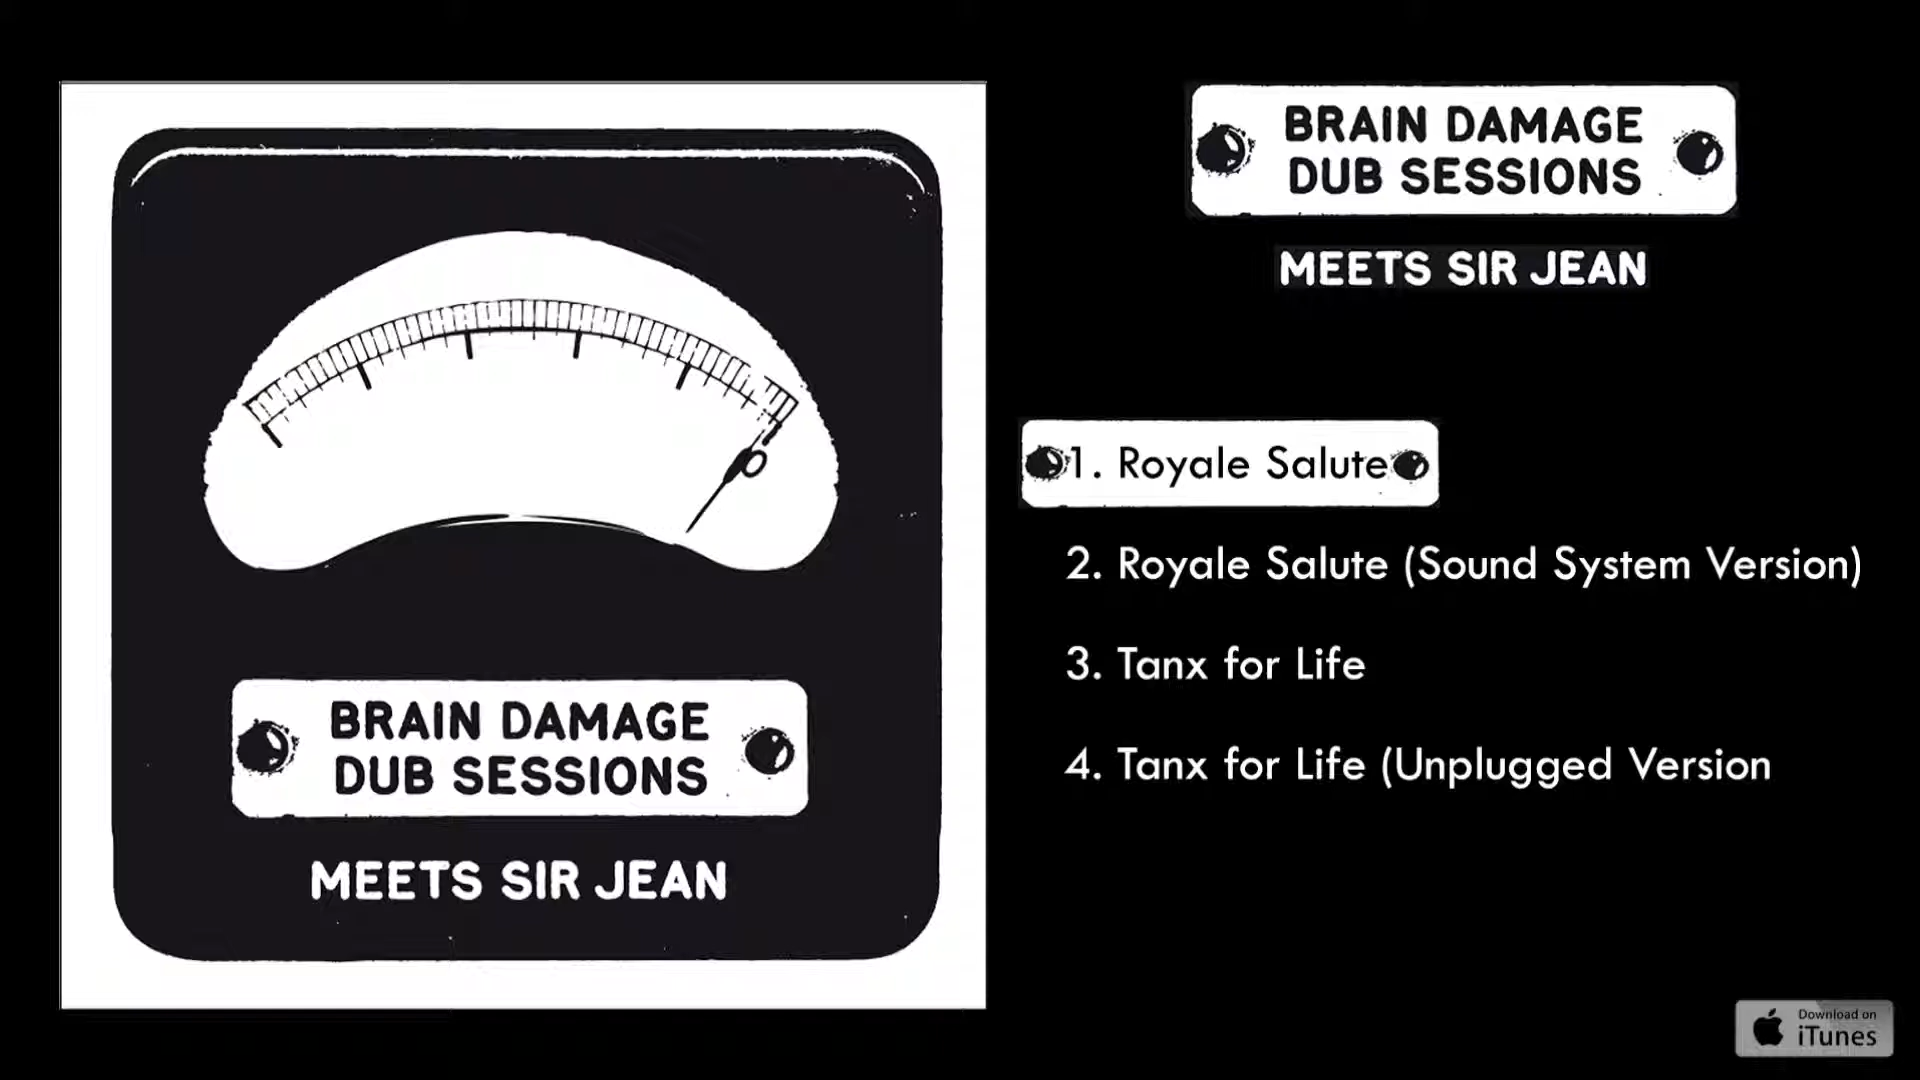 BRAIN DAMAGE
DUB SESSIONS
MEETS SIR JEAN
BRAIN DAMAGE
DUB SESSIONS
MEETS SIR JEAN
1. Royale Salute
2. Royale Salute (Sound System Version)
3. Tanx for Life
4. Tanx for Life (Unplugged Version
Download on
iTunes